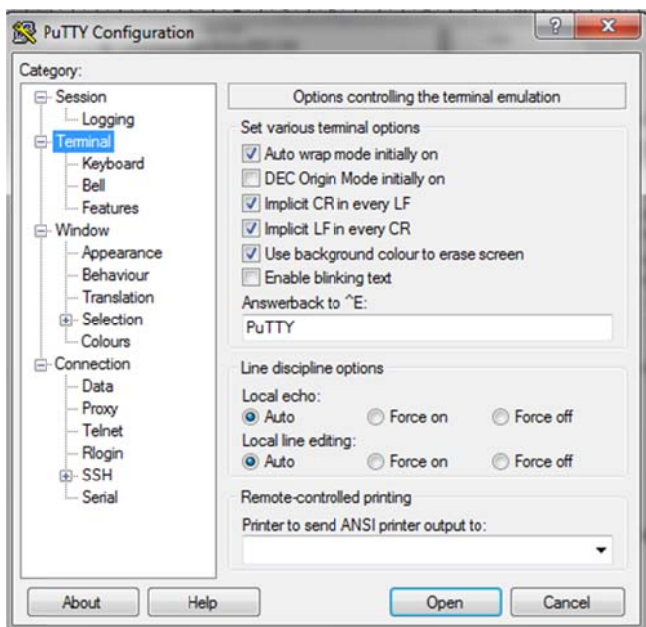 PuTTY Configuration
Category:
Session
Logging
Terminal
Keyboard
Bell
Features
Window
Appearance
Behaviour
Translation
Selection
Colours
Connection
Data
Proxy
Telnet
Rlogin
SSH
Serial
Options controlling the terminal emulation
Set various terminal options
Auto wrap mode initially on
DEC Origin Mode initially on
Implicit CR in every LF
Implicit LF in every CR
Use background colour to erase screen
Enable blinking text
Answerback to ^E:
PuTTY
Line discipline options
Local echo:
Auto Force on Force off
Local line editing:
Auto Force on Force off
Remote-controlled printing
Printer to send ANSI printer output to:
About Help Open Cancel